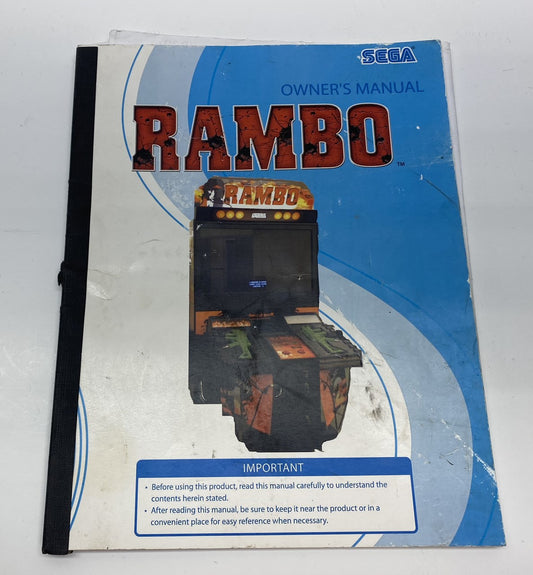 SEGA
OWNER'S MANUAL
RAMBO
TM
RAMBO
IMPORTANT
• Before using this product, read this manual carefully to understand the
contents herein stated.
• After reading this manual, be sure to keep it near the product or in a
convenient place for easy reference when necessary.